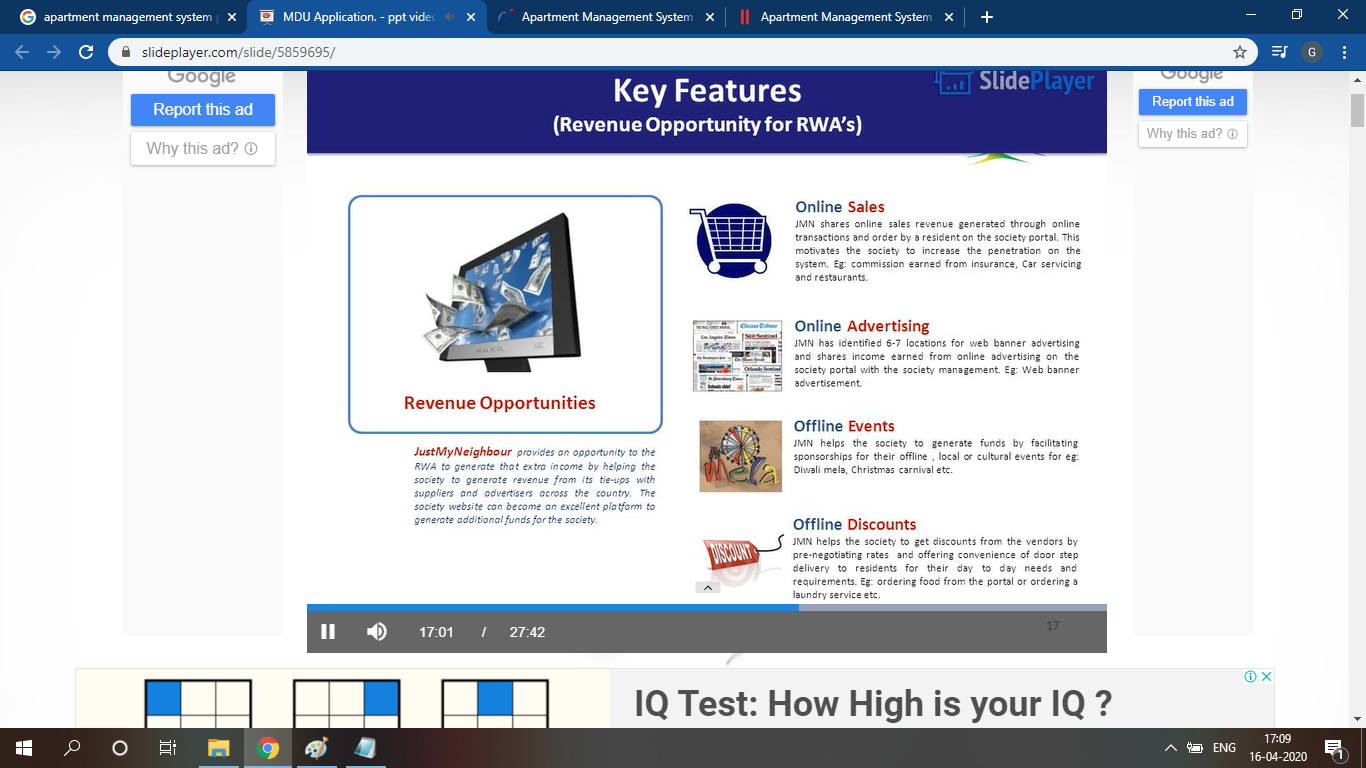 apartment management system p
MDU Application. - ppt video
Apartment Management System
Apartment Management System
slideplayer.com/slide/5859695/
G
Google
Report this ad
Why this ad?
Key Features
(Revenue Opportunity for RWA's)
SlidePlayer
Google
Report this ad
Why this ad?
Revenue Opportunities
JustMyNeighbour provides an opportunity to the
RWA to generate that extra income by helping the
society to generate revenue from its tie-ups with
suppliers and advertisers across the country. The
society website can become an excellent platform to
generate additional funds for the society.
Online Sales
JMN shares online sales revenue generated through online
transactions and order by a resident on the society portal. This
motivates the society to increase the penetration on the
system. Eg: commission earned from insurance, Car servicing
and restaurants.
Chicago Tribune
Los Angeles Times
Orlando Sentinel
Online Advertising
JMN has identified 6-7 locations for web banner advertising
and shares income earned from online advertising on the
society portal with the society management. Eg: Web banner
advertisement.
Mela
Offline Events
JMN helps the society to generate funds by facilitating
sponsorships for their offline , local or cultural events for eg:
Diwali mela, Christmas carnival etc.
DISCOUNT
Offline Discounts
JMN helps the society to get discounts from the vendors by
pre-negotiating rates and offering convenience of door step
delivery to residents for their day to day needs and
requirements. Eg: ordering food from the portal or ordering a
laundry service etc.
17:01 / 27:42
17
IQ Test: How High is your IQ ?
ENG
17:09
16-04-2020
1